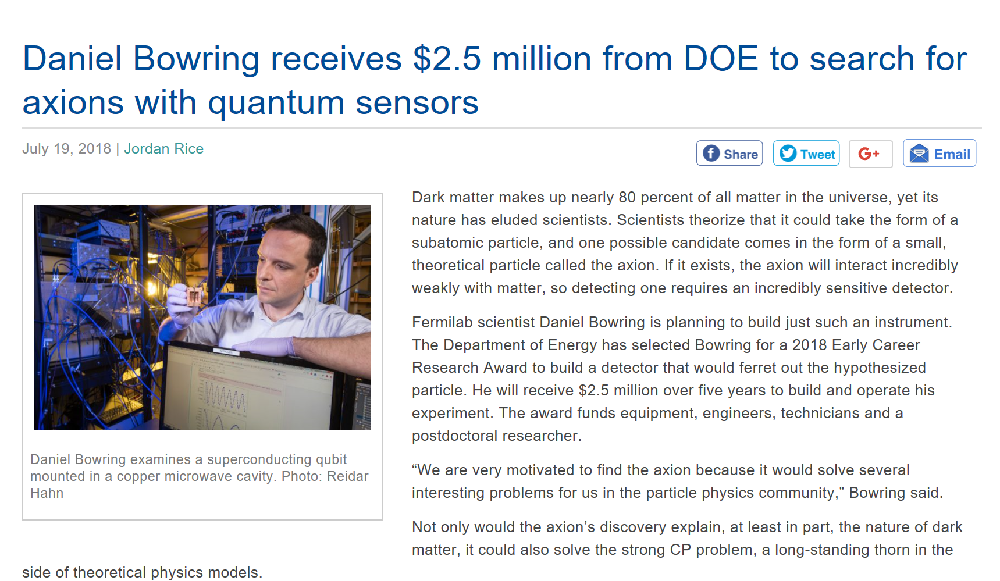 Daniel Bowring receives $2.5 million from DOE to search for
axions with quantum sensors
July 19, 2018 | Jordan Rice
Share
Tweet
G+
Email
Daniel Bowring examines a superconducting qubit
mounted in a copper microwave cavity. Photo: Reidar
Hahn
Dark matter makes up nearly 80 percent of all matter in the universe, yet its
nature has eluded scientists. Scientists theorize that it could take the form of a
subatomic particle, and one possible candidate comes in the form of a small,
theoretical particle called the axion. If it exists, the axion will interact incredibly
weakly with matter, so detecting one requires an incredibly sensitive detector.
Fermilab scientist Daniel Bowring is planning to build just such an instrument.
The Department of Energy has selected Bowring for a 2018 Early Career
Research Award to build a detector that would ferret out the hypothesized
particle. He will receive $2.5 million over five years to build and operate his
experiment. The award funds equipment, engineers, technicians and a
postdoctoral researcher.
“We are very motivated to find the axion because it would solve several
interesting problems for us in the particle physics community,” Bowring said.
Not only would the axion’s discovery explain, at least in part, the nature of dark
matter, it could also solve the strong CP problem, a long-standing thorn in the
side of theoretical physics models.